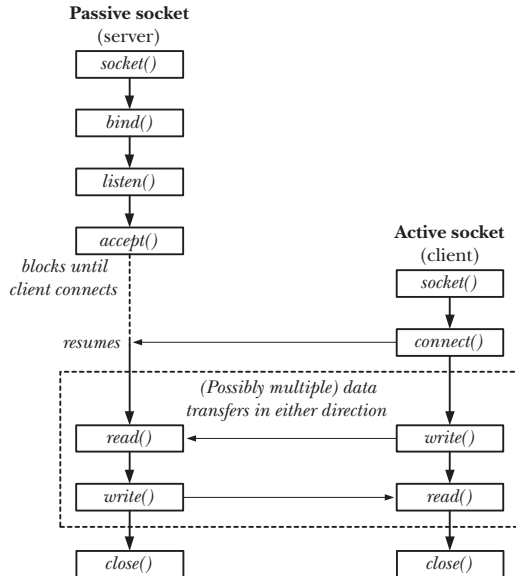 Passive socket
(server)
socket()
bind()
listen()
accept()
blocks until
client connects
resumes
Active socket
(client)
socket()
connect()
(Possibly multiple) data
transfers in either direction
read()
write()
write()
read()
close()
close()